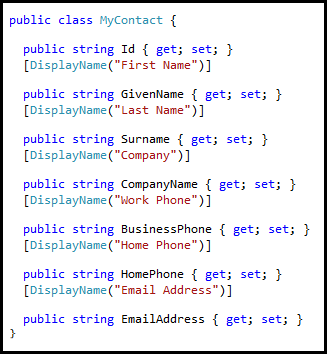 public class MyContact {
public string Id { get; set; }
[DisplayName("First Name")]
public string GivenName { get; set; }
[DisplayName("Last Name")]
public string Surname { get; set; }
[DisplayName("Company")]
public string CompanyName { get; set; }
[DisplayName("Work Phone")]
public string BusinessPhone { get; set; }
[DisplayName("Home Phone")]
public string HomePhone { get; set; }
[DisplayName("Email Address")]
public string EmailAddress { get; set; }
}